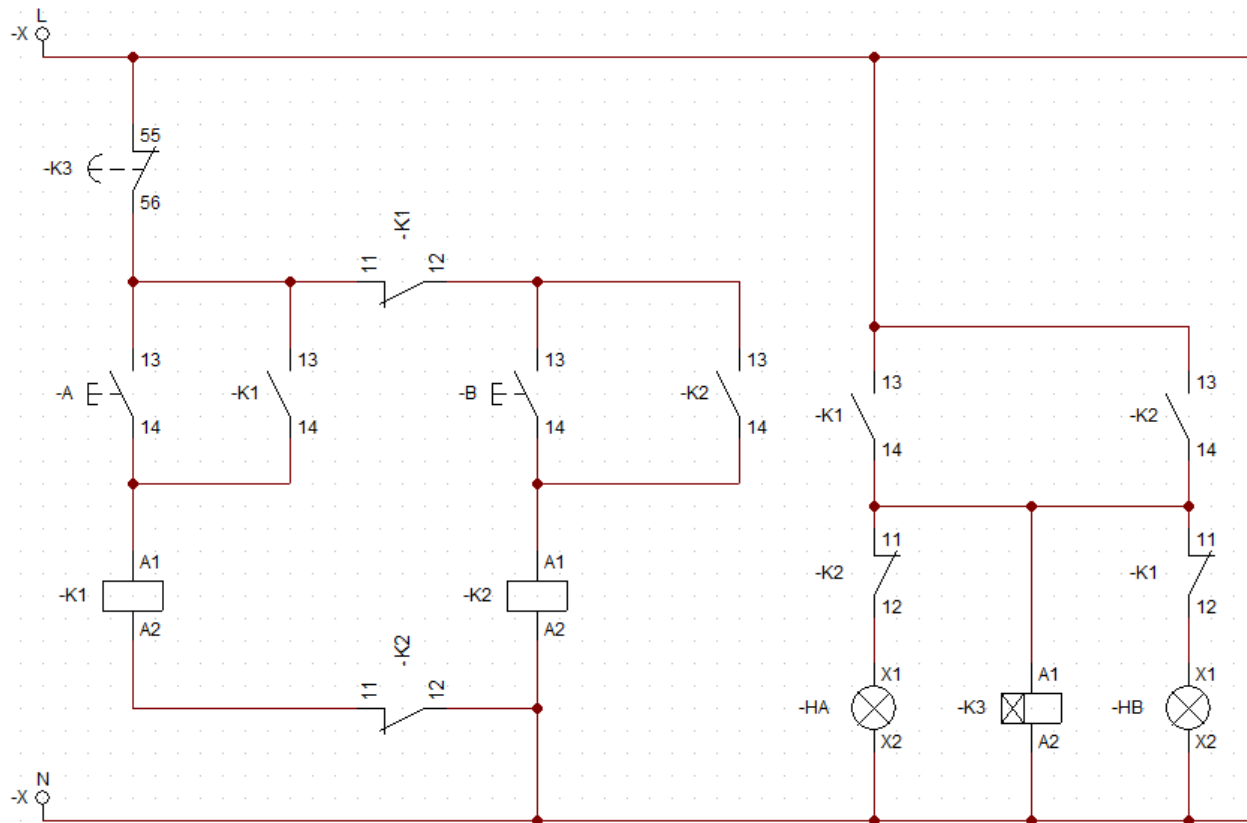 L
-X
55
-K3
56
-K1
11 12
13 13 13 13 13 13
-A -K1 -B -K2 -K1 -K2
14 14 14 14 14 14
11 11
-K2 -K1
12 12
A1 A1
-K1 -K2
A2 A2
-K2
11 12
X1 A1 X1
-HA -K3 -HB
X2 A2 X2
N
-X